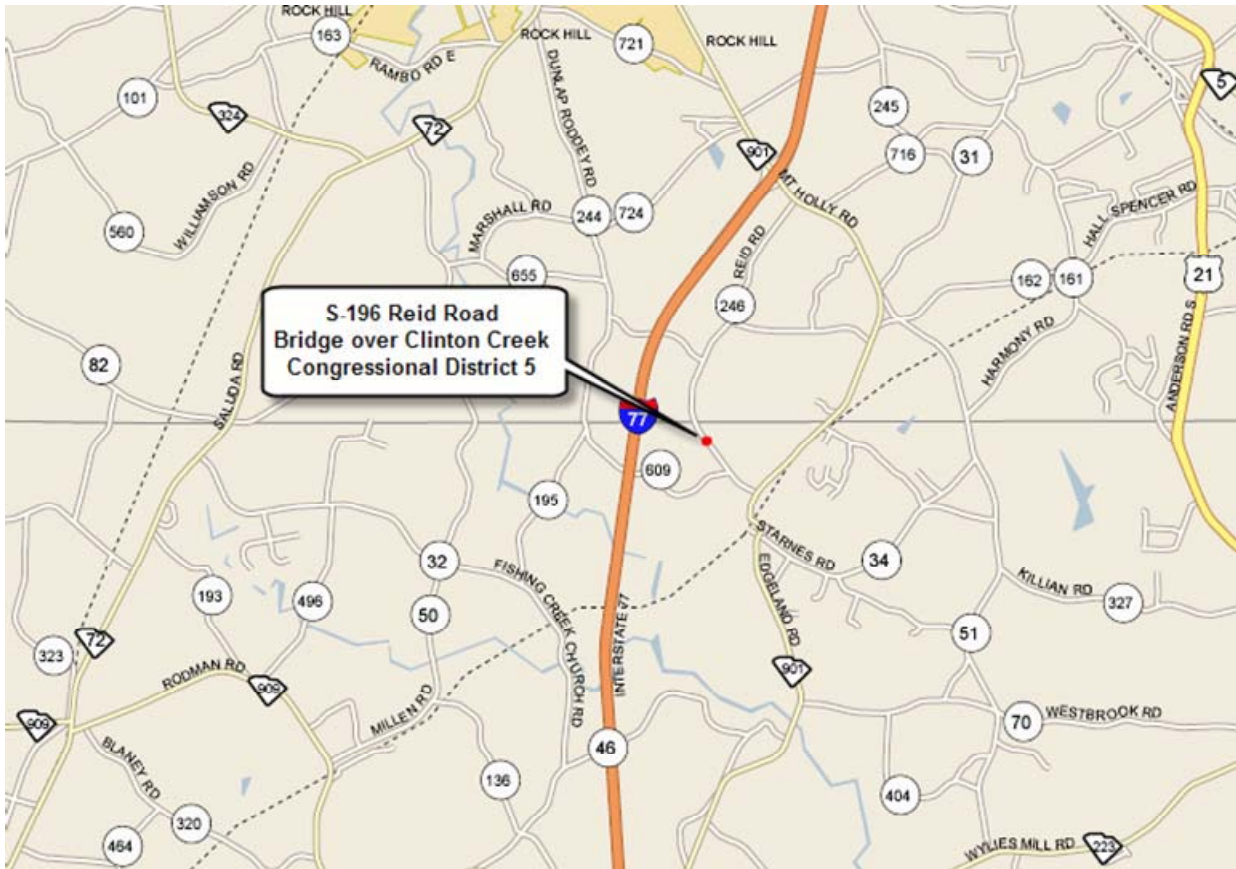 ROCK HILL
163
RAMBO RD E
ROCK HILL
721
ROCK HILL
DUNLAP RODDEY RD
5
101
324
72
245
901
716
31
WILLIAMSON RD
MT HOLLY RD
HALL SPENCER RD
560
MARSHALL RD
244
724
REID RD
655
162
161
21
246
S-196 Reid Road
Bridge over Clinton Creek
Congressional District 5
HARMONY RD
ANDERSON RD S
82
SALUDA RD
77
609
195
STARNES RD
32
34
FISHING CREEK CHURCH RD
EDGELAND RD
KILLIAN RD
327
193
496
50
INTERSTATE 77
51
72
323
RODMAN RD
909
901
909
MILLEN RD
70
WESTBROOK RD
46
BLANEY RD
136
404
320
464
WYLIES MILL RD
223